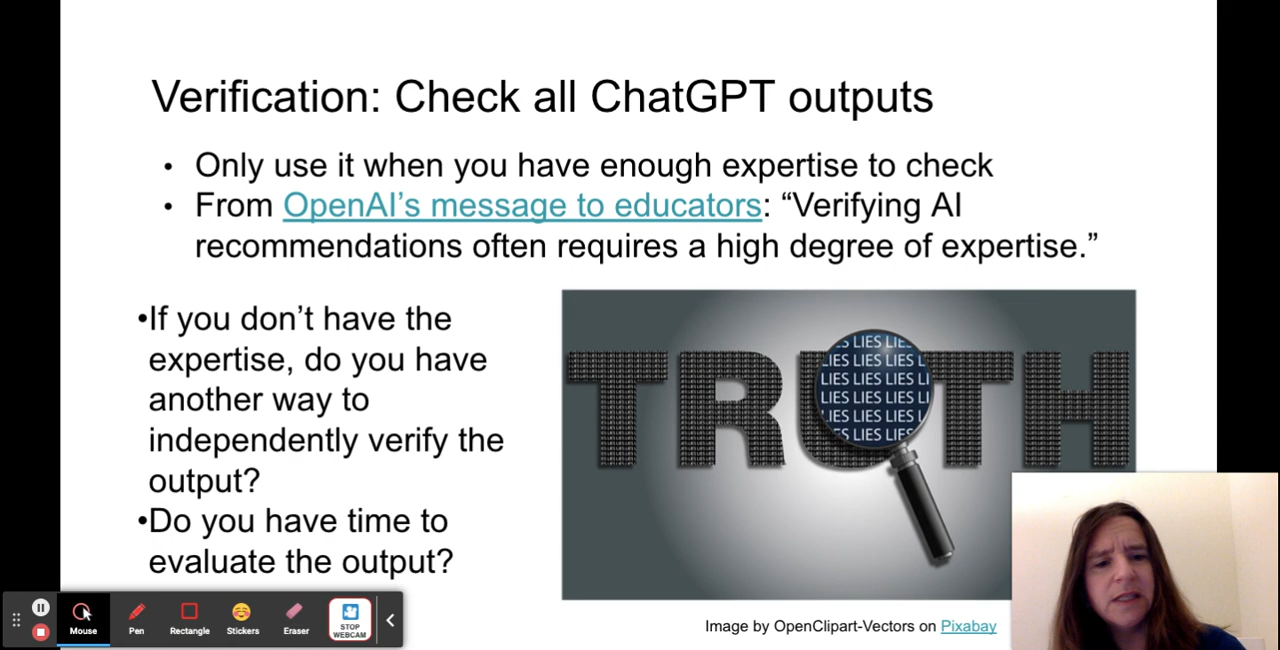 Verification: Check all ChatGPT outputs
• Only use it when you have enough expertise to check
• From OpenAI’s message to educators: “Verifying AI
recommendations often requires a high degree of expertise.”
•If you don’t have the
expertise, do you have
another way to
independently verify the
output?
•Do you have time to
evaluate the output?
TRUTH
LIES LIES
LIES LIES LIES
LIES LIES LIES LI
LIES LIES LIES
LIES LIES LIES
LIES LIES
Image by OpenClipart-Vectors on Pixabay
Mouse
Pen
Rectangle
Stickers
Eraser
STOP
WEBCAM